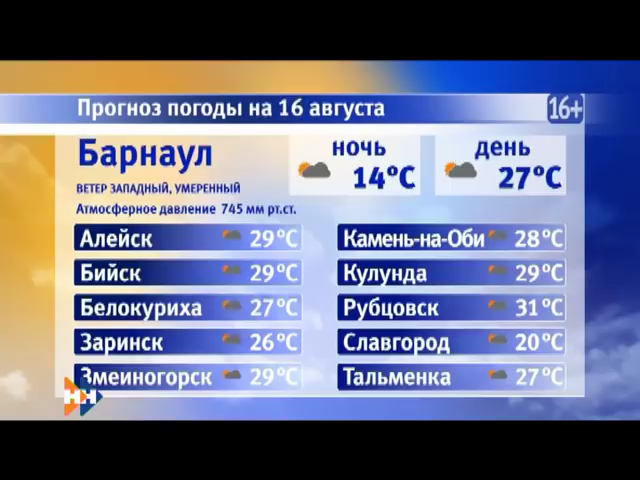 Прогноз погоды на 16 августа
16+
Барнаул
ночь
14°C
день
27°C
ВЕТЕР ЗАПАДНЫЙ, УМЕРЕННЫЙ
Атмосферное давление 745 мм рт.ст.
Алейск 29°C
Бийск 29°C
Белокуриха 27°C
Заринск 26°C
Змеиногорск 29°C
Камень-на-Оби 28°C
Кулунда 29°C
Рубцовск 31°C
Славгород 20°C
Тальменка 27°C
НН